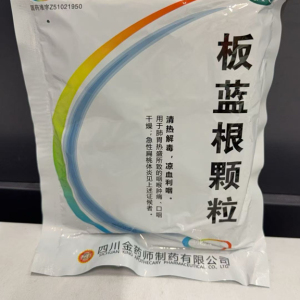 国药准字Z51021950
板蓝根颗粒
清热解毒，凉血利咽。
用于肺胃热盛所致的咽喉肿痛、口咽
干燥；急性扁桃体炎见上述证候者。
四川金药师制药有限公司